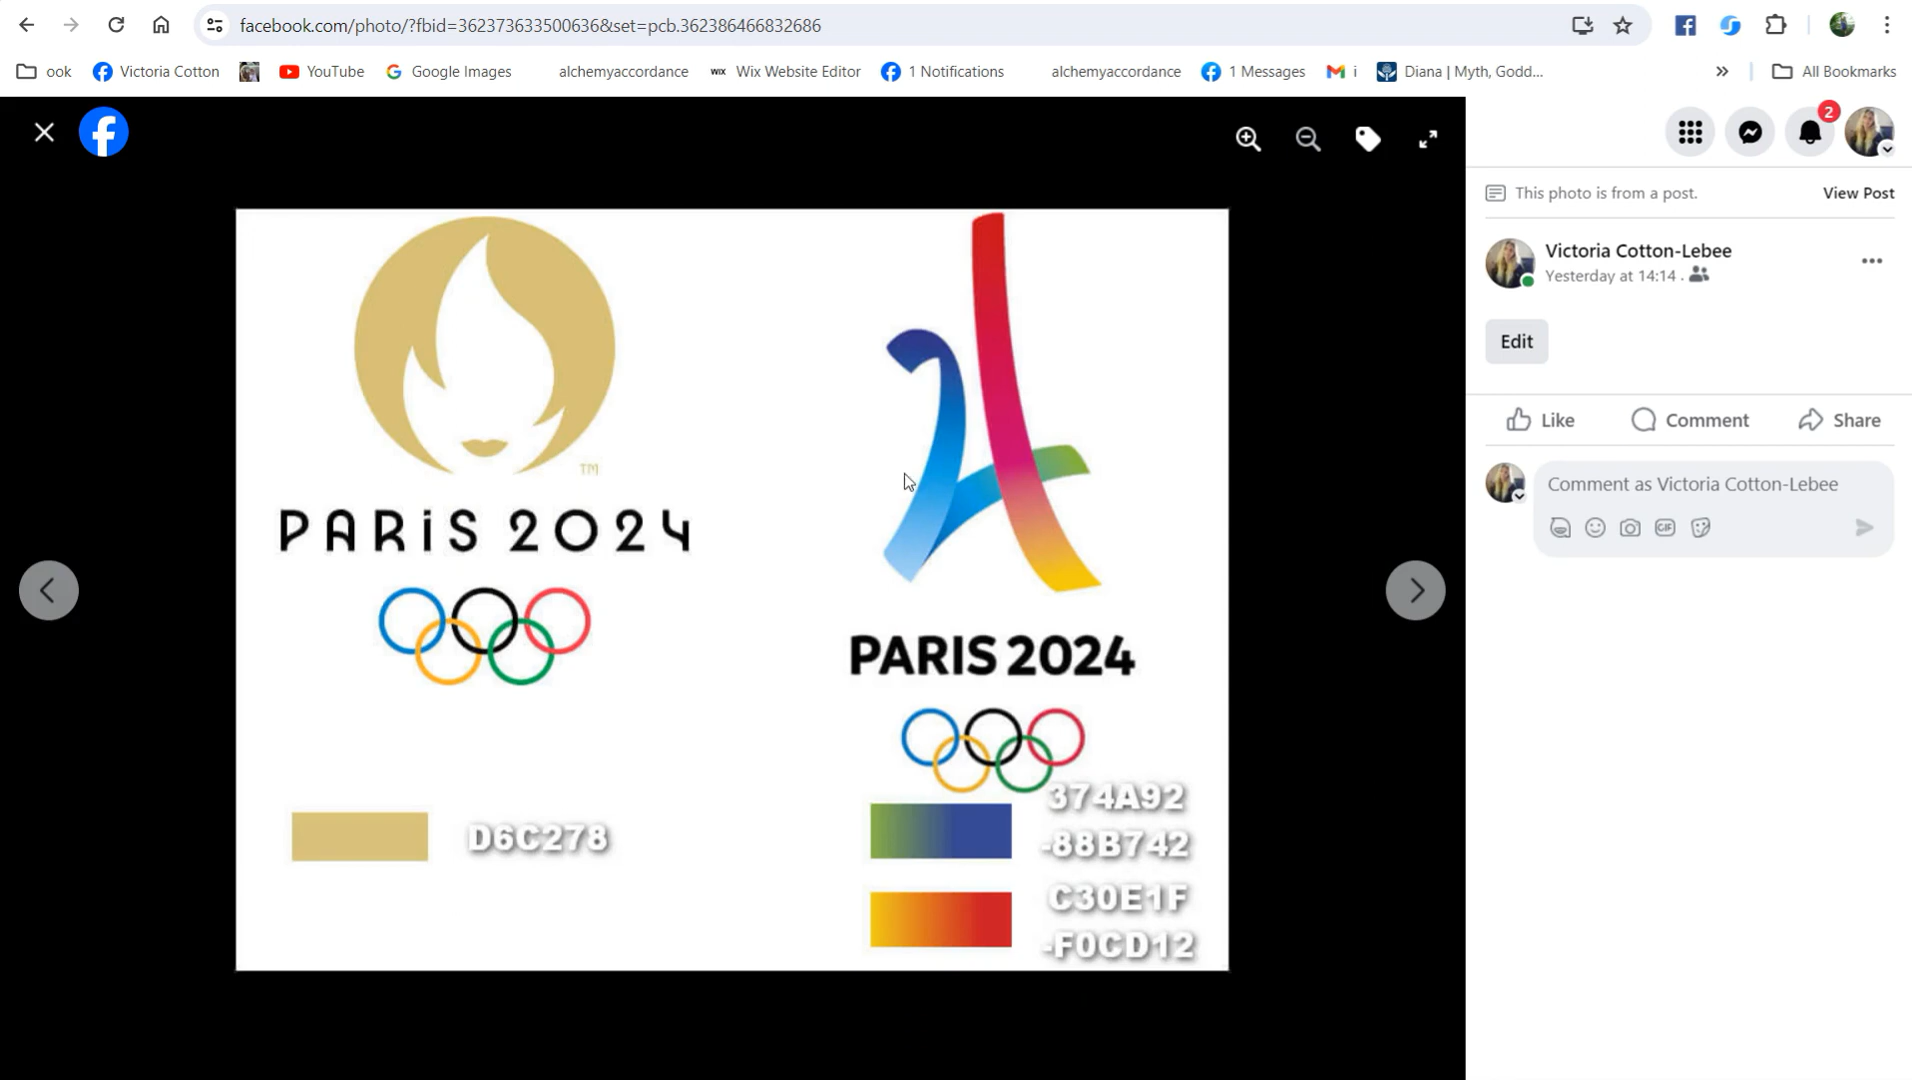 facebook.com/photo/?fbid=362373633500636&set=pcb.362386466832686
ook
Victoria Cotton
YouTube
Google Images
alchemyaccordance
WIX Wix Website Editor
1 Notifications
alchemyaccordance
1 Messages
i
Diana | Myth, Godd...
All Bookmarks
2
This photo is from a post.
View Post
Victoria Cotton-Lebee
Yesterday at 14:14 ·
Edit
Like
Comment
Share
Comment as Victoria Cotton-Lebee
GIF
TM
PARiS 2024
D6C278
PARIS 2024
374A92
-88B742
C30E1F
-F0CD12